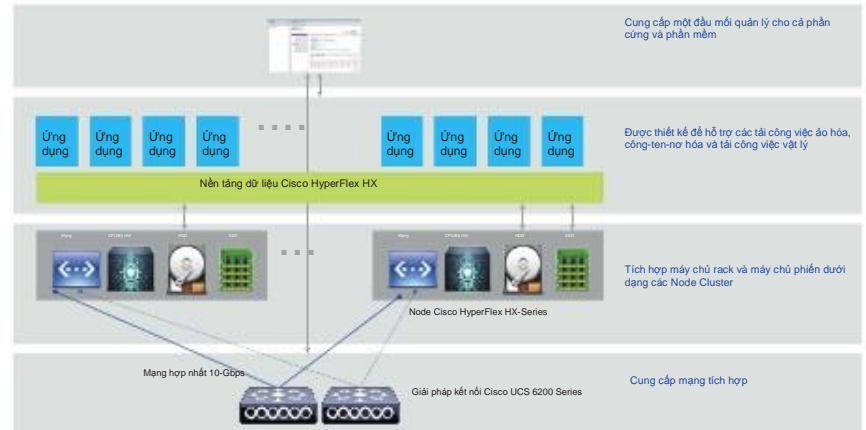 Cung cấp một đầu mối quản lý cho cả phần
cứng và phần mềm
Ứng
dụng
Ứng
dụng
Ứng
dụng
Ứng
dụng
Ứng
dụng
Ứng
dụng
Ứng
dụng
Ứng
dụng
Được thiết kế để hỗ trợ các tải công việc ảo hóa,
công-ten-nơ hóa và tải công việc vật lý
Nền tảng dữ liệu Cisco HyperFlex HX
Tích hợp máy chủ rack và máy chủ phiến dưới
dạng các Node Cluster
Node Cisco HyperFlex HX-Series
Mạng hợp nhất 10-Gbps
Giải pháp kết nối Cisco UCS 6200 Series
Cung cấp mạng tích hợp